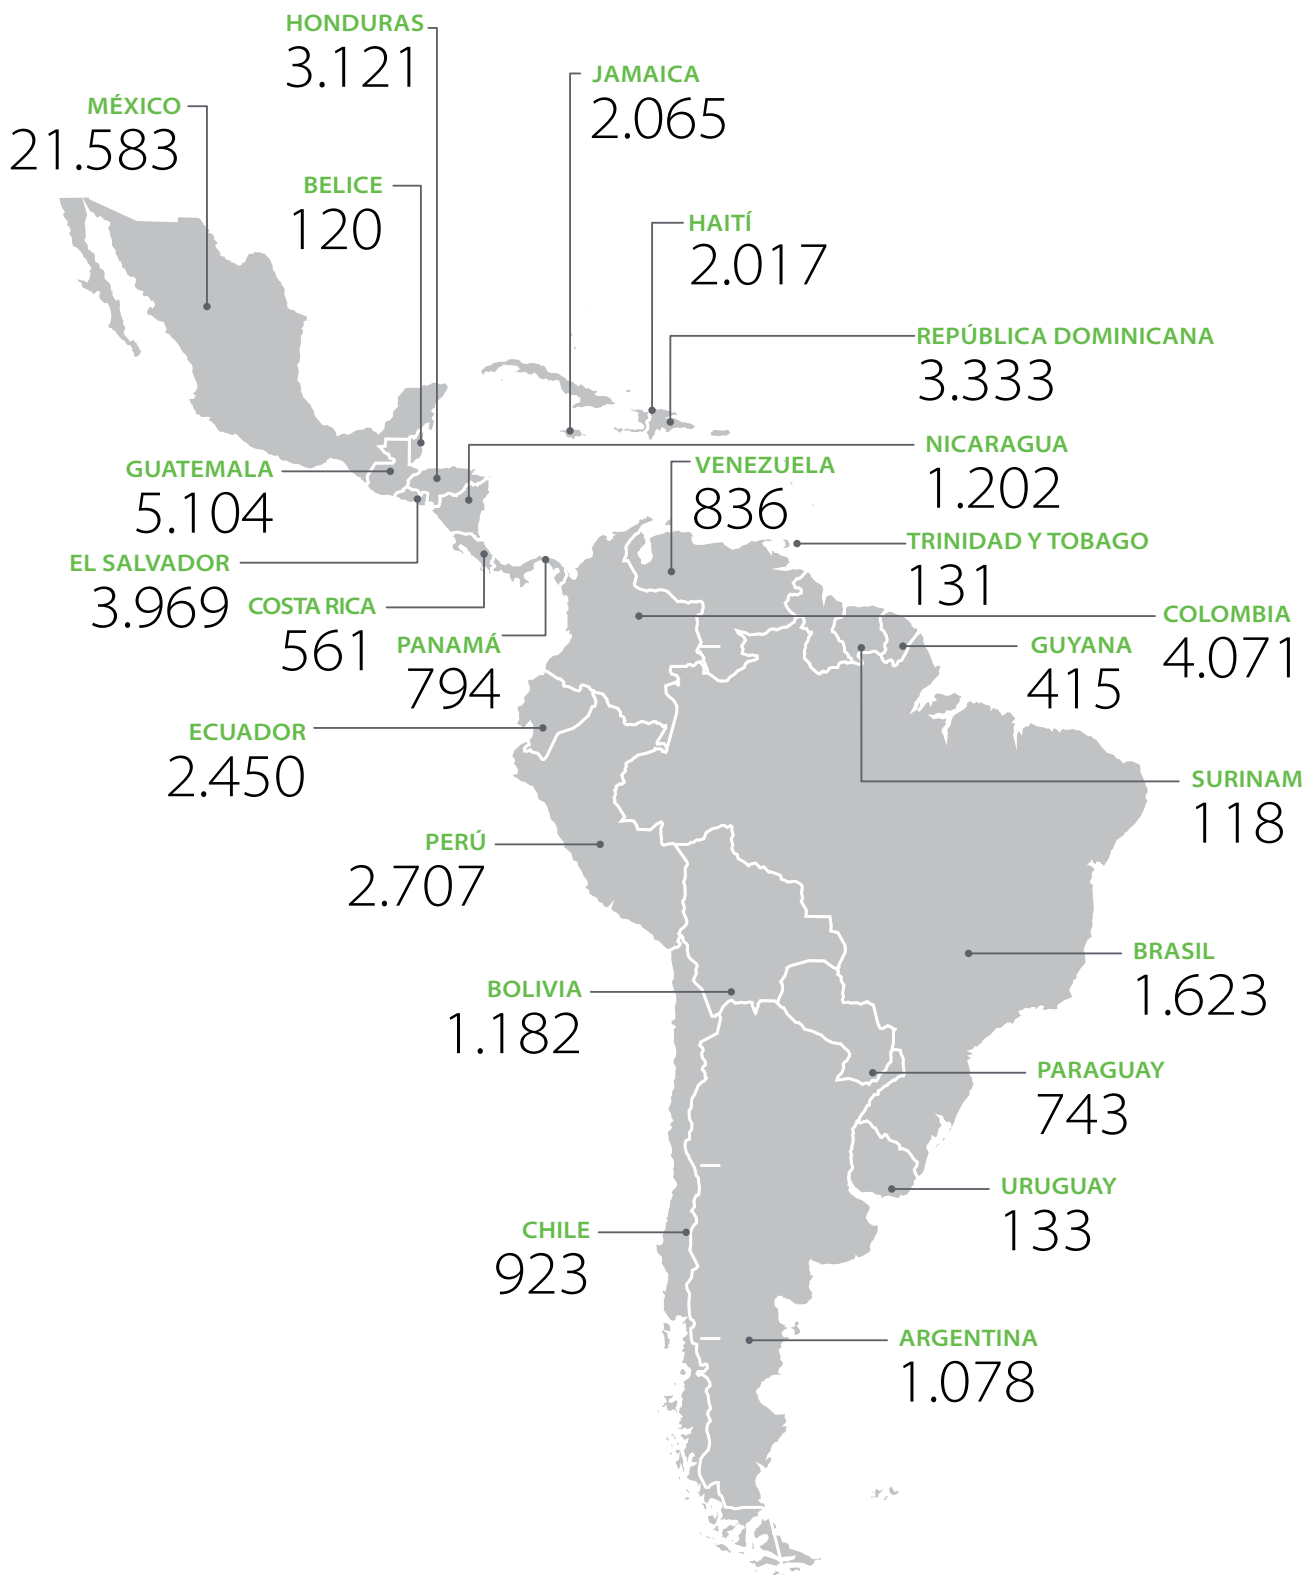 HONDURAS
3.121
JAMAICA
2.065
MÉXICO
21.583
BELICE
120
HAITÍ
2.017
REPÚBLICA DOMINICANA
3.333
NICARAGUA
1.202
GUATEMALA
5.104
VENEZUELA
836
TRINIDAD Y TOBAGO
131
EL SALVADOR
3.969
COSTA RICA
561
PANAMÁ
794
COLOMBIA
4.071
GUYANA
415
ECUADOR
2.450
SURINAM
118
PERÚ
2.707
BRASIL
1.623
BOLIVIA
1.182
PARAGUAY
743
URUGUAY
133
CHILE
923
ARGENTINA
1.078